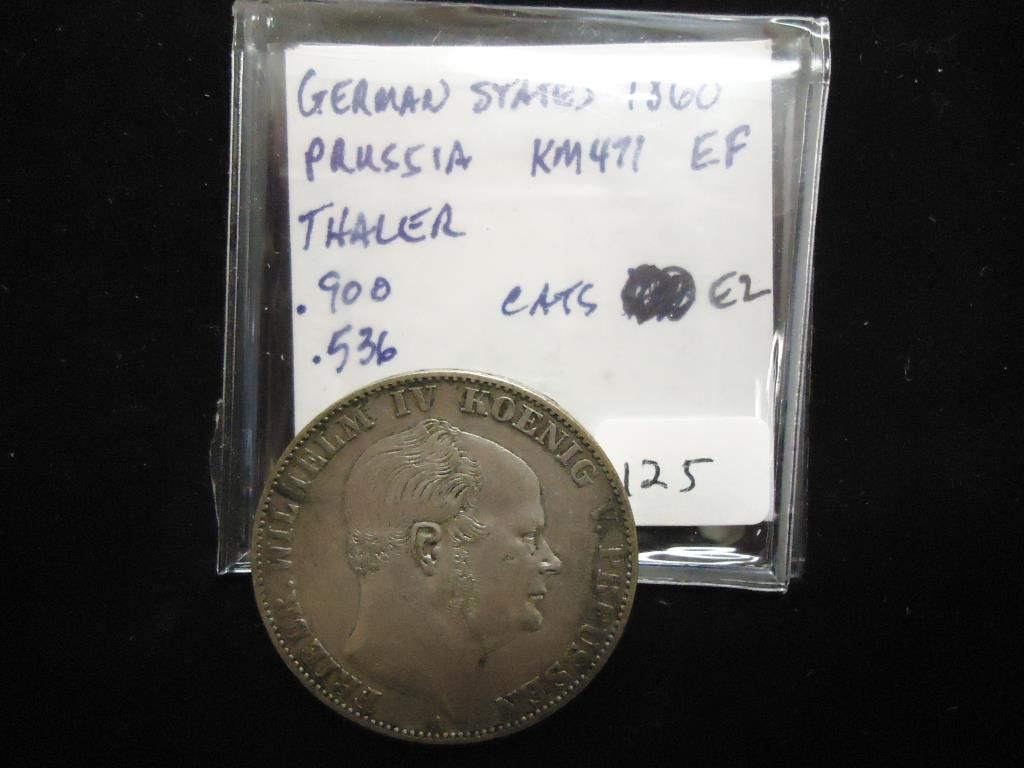 GERMAN STATES 1860
PRUSSIA KM471 EF
THALER
.900 CATS E2
.536
125
FRIEDR. WILHELM IV KOENIG V. PREUSSEN
A